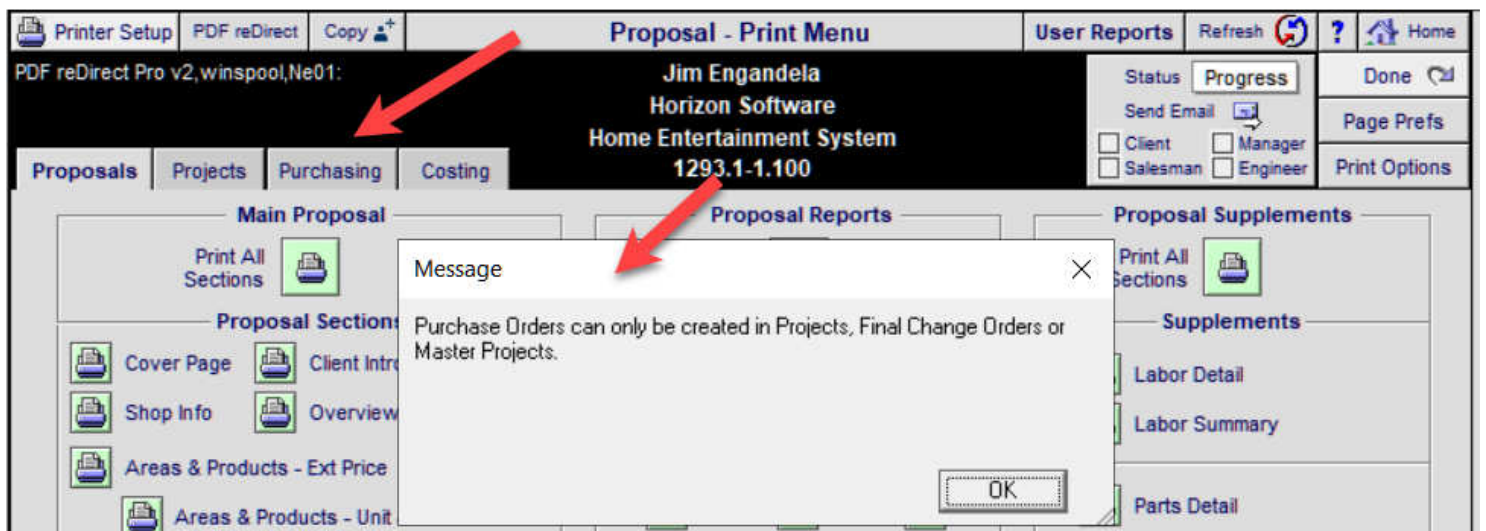 Printer Setup PDF reDirect Copy Proposal - Print Menu User Reports Refresh ? Home
PDF reDirect Pro v2,winspool,Ne01:
Jim Engandela
Horizon Software
Home Entertainment System
1293.1-1.100
Status Progress
Send Email
Client Manager
Salesman Engineer
Done
Page Prefs
Print Options
Proposals Projects Purchasing Costing
Main Proposal
Print All
Sections
Proposal Sections
Cover Page Client Intro
Shop Info Overview
Areas & Products - Ext Price
Areas & Products - Unit
Proposal Reports
Message
Purchase Orders can only be created in Projects, Final Change Orders or
Master Projects.
OK
Proposal Supplements
Print All
Sections
Supplements
Labor Detail
Labor Summary
Parts Detail